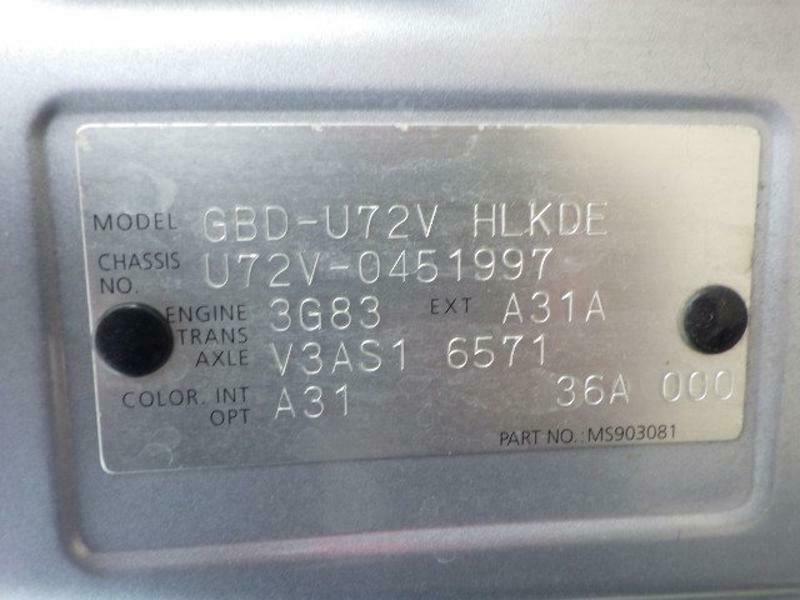 MODEL GBD-U72V HLKDE
CHASSIS NO. U72V-0451997
ENGINE 3G83 EXT A31A
TRANS AXLE V3AS1 6571
COLOR. INT OPT A31 36A 000
PART NO.: MS903081